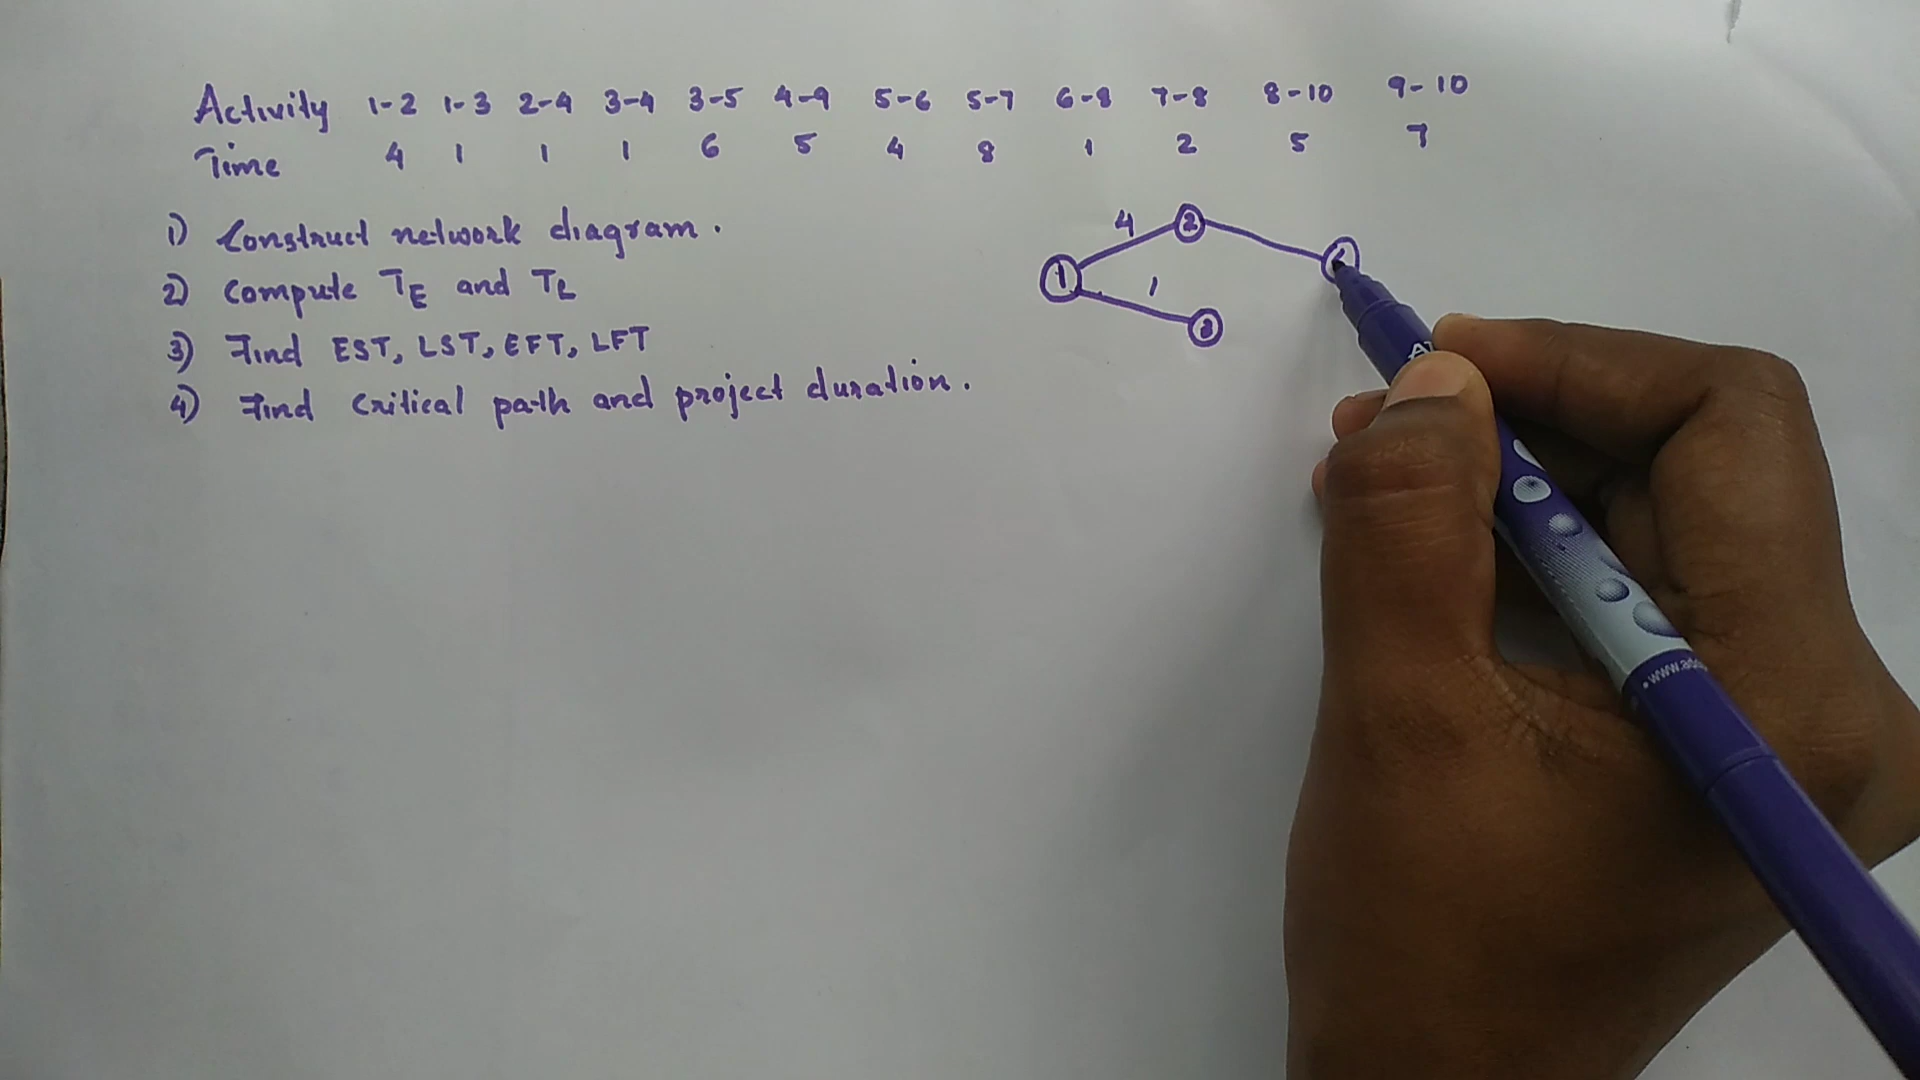 Activity 1-2 1-3 2-4 3-4 3-5 4-9 5-6 5-7 6-8 7-8 8-10 9-10
Time 4 1 1 1 6 5 4 8 1 2 5 7
1) Construct network diagram.
2) Compute TE and TL
3) Find EST, LST, EFT, LFT
4) Find critical path and project duration.
4 2
1 1
3